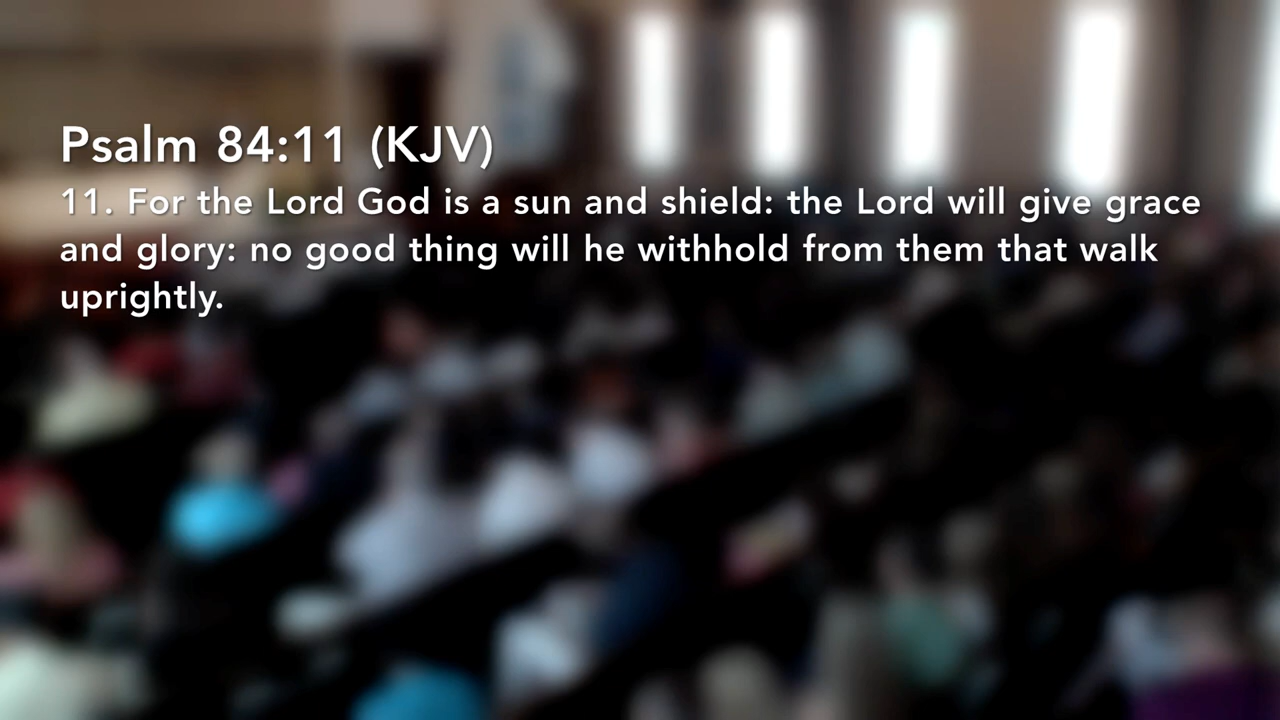 Psalm 84:11 (KJV)
11. For the Lord God is a sun and shield: the Lord will give grace
and glory: no good thing will he withhold from them that walk
uprightly.